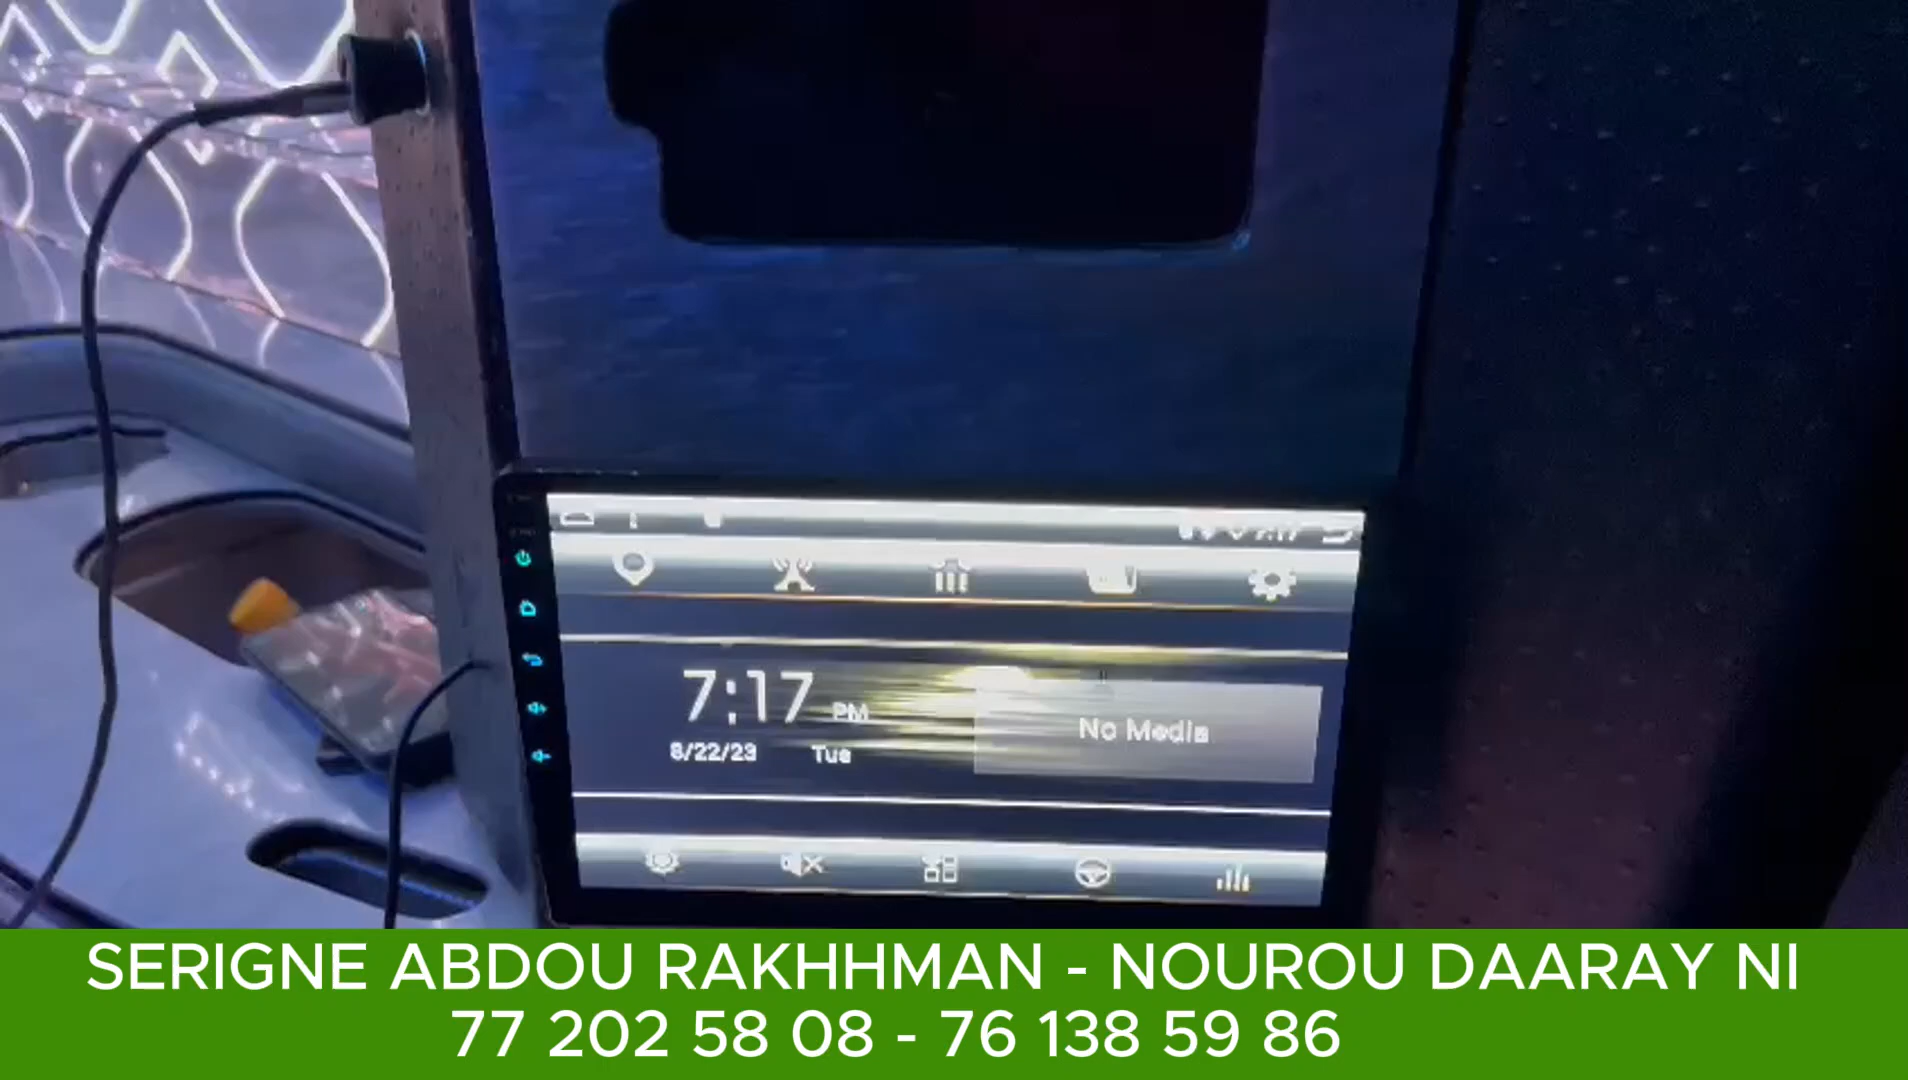 7:17 PM
8/22/23 Tue
No Media
SERIGNE ABDOU RAKHHMAN - NOUROU DAARAY NI
77 202 58 08 - 76 138 59 86